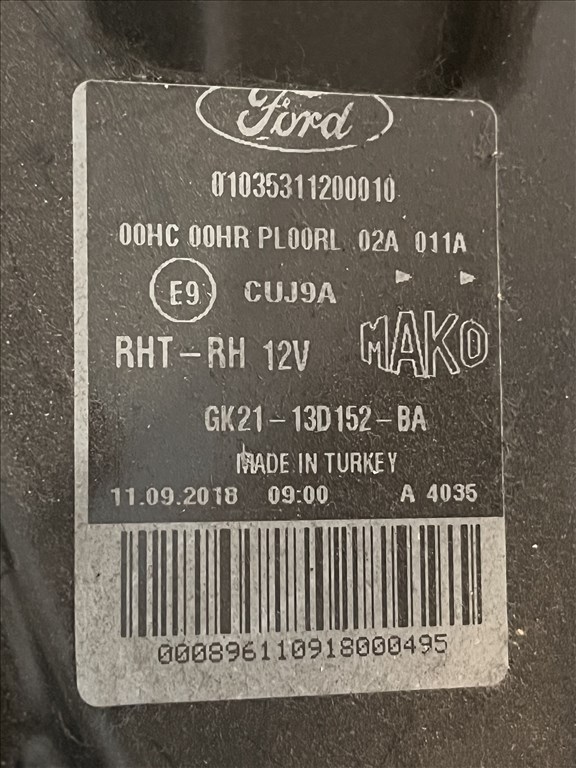 Ford
01035311200010
00HC 00HR PL00RL 02A 011A
E9 CUJ9A
RHT-RH 12V MAKO
GK21-13D152-BA
MADE IN TURKEY
11.09.2018 09:00 A 4035
000896110918000495